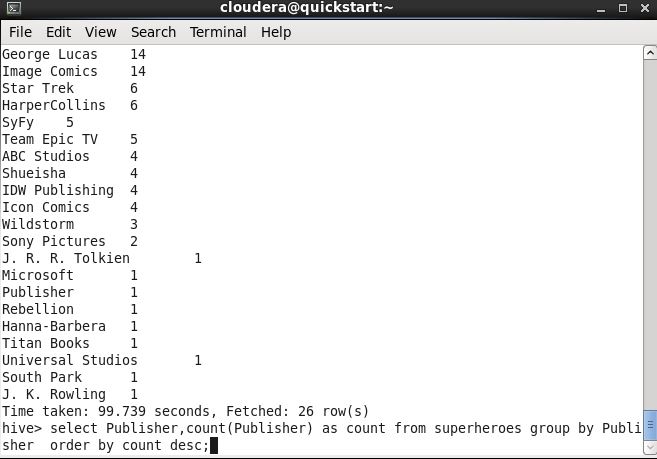 cloudera@quickstart:~
File Edit View Search Terminal Help
George Lucas 14
Image Comics 14
Star Trek 6
HarperCollins 6
SyFy 5
Team Epic TV 5
ABC Studios 4
Shueisha 4
IDW Publishing 4
Icon Comics 4
Wildstorm 3
Sony Pictures 2
J. R. R. Tolkien 1
Microsoft 1
Publisher 1
Rebellion 1
Hanna-Barbera 1
Titan Books 1
Universal Studios 1
South Park 1
J. K. Rowling 1
Time taken: 99.739 seconds, Fetched: 26 row(s)
hive> select Publisher,count(Publisher) as count from superheroes group by Publi
sher  order by count desc;